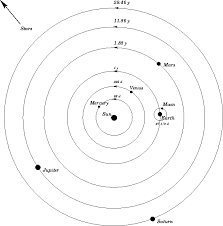 29.46 y
11.86 y
1.88 y
Stars
Mars
Venus
Mercury
Moon
Sun
Earth
Jupiter
Saturn